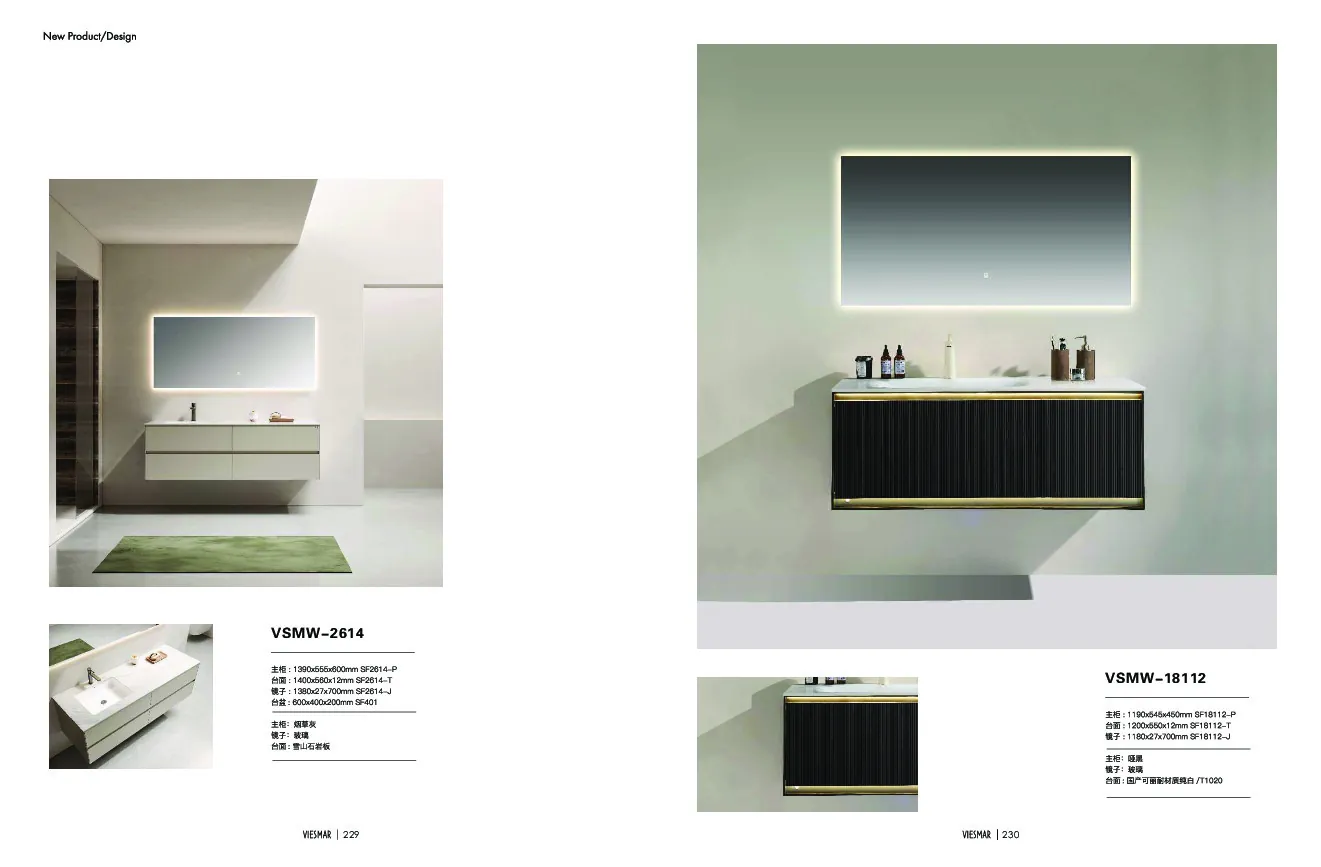 New Product/Design
VSMW-2614
主柜：1390x555x600mm SF2614-P
台面：1400x560x12mm SF2614-T
镜子：1380x27x700mm SF2614-J
台盆：600x400x200mm SF401
主柜：烟草灰
镜子：玻璃
台面：雪山石岩板
VIESMAR | 229
VSMW-18112
主柜：1190x545x450mm SF18112-P
台面：1200x550x12mm SF18112-T
镜子：1180x27x700mm SF18112-J
主柜：哑黑
镜子：玻璃
台面：国产可丽耐材质纯白 /T1020
VIESMAR | 230